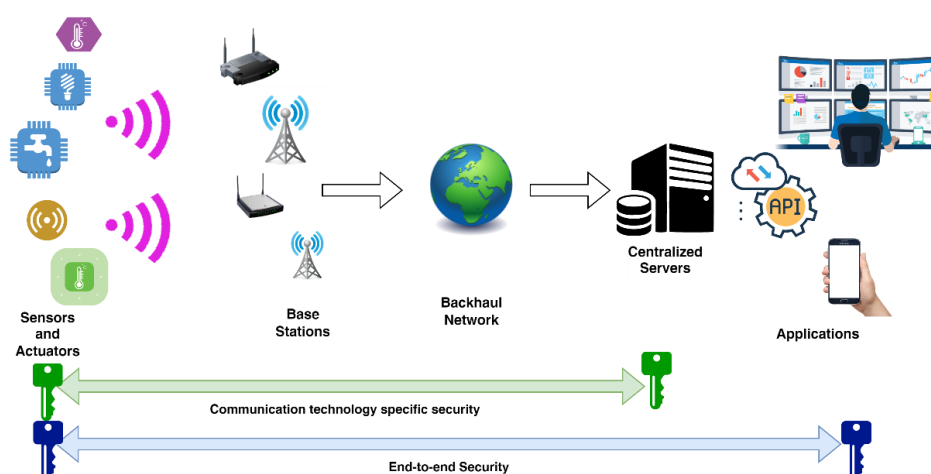 API
Centralized
Servers
Backhaul
Network
Base
Stations
Sensors
and
Actuators
Applications
Communication technology specific security
End-to-end Security